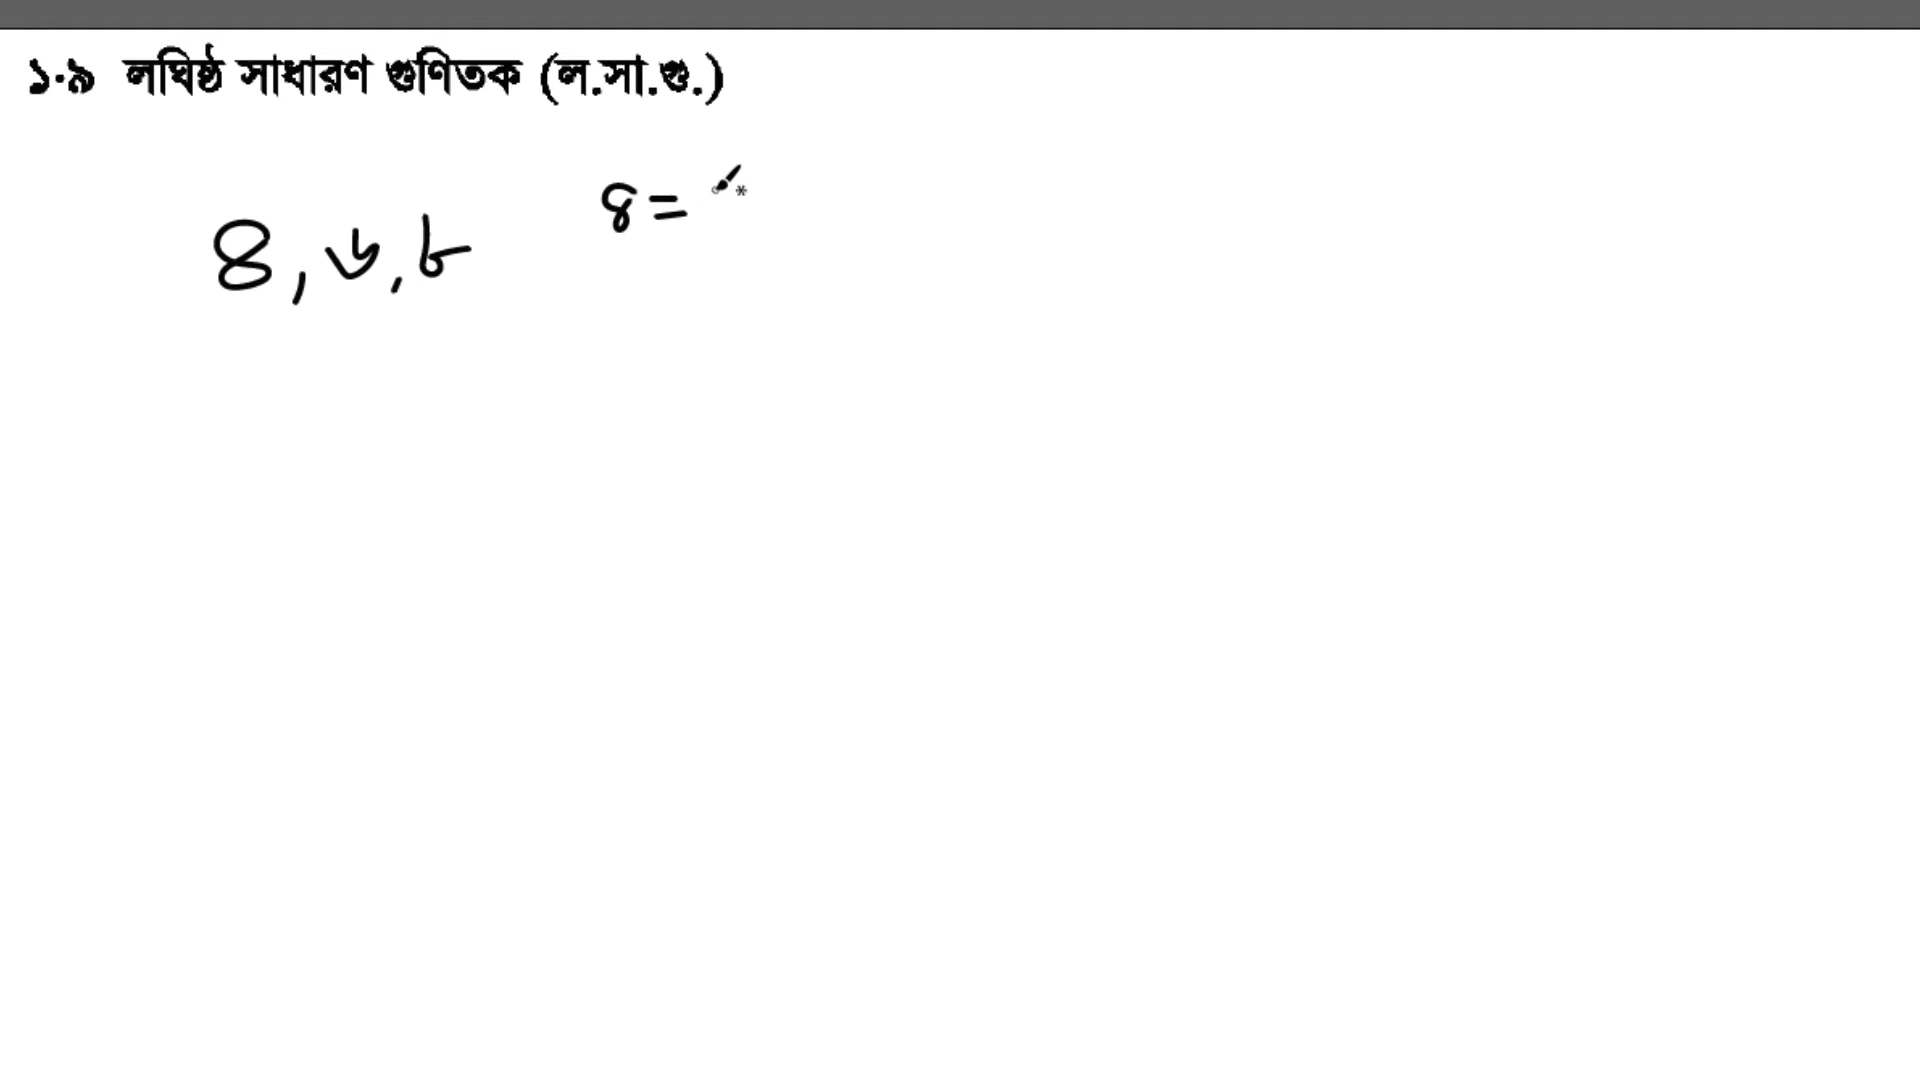 ১.৯ লঘিষ্ঠ সাধারণ গুণিতক (ল.সা.গু.)
৪, ৬, ৮
৪ =